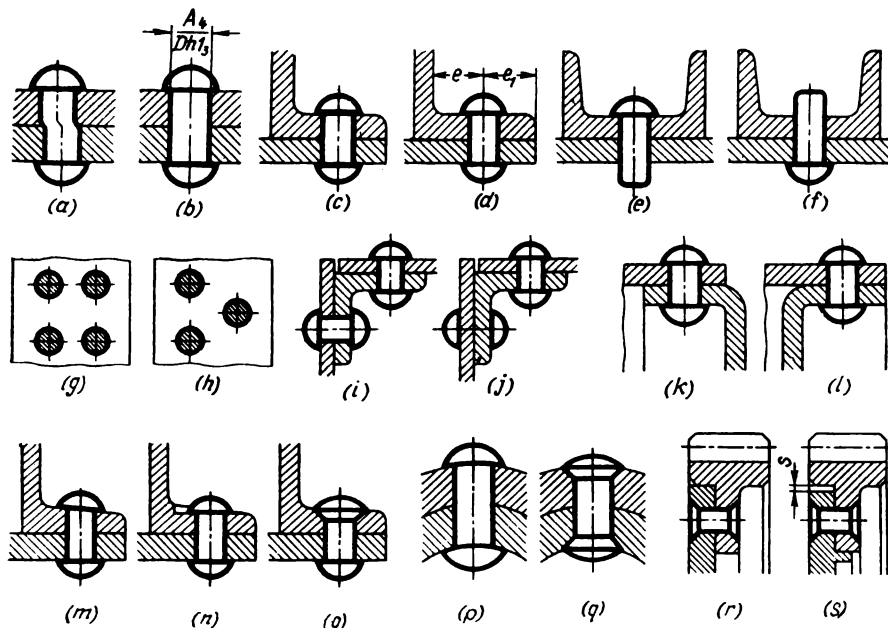 A₄
Dh1₃
e e₁
(a) (b) (c) (d) (e) (f)
(g) (h) (i) (j) (k) (l)
s
(m) (n) (o) (p) (q) (r) (s)